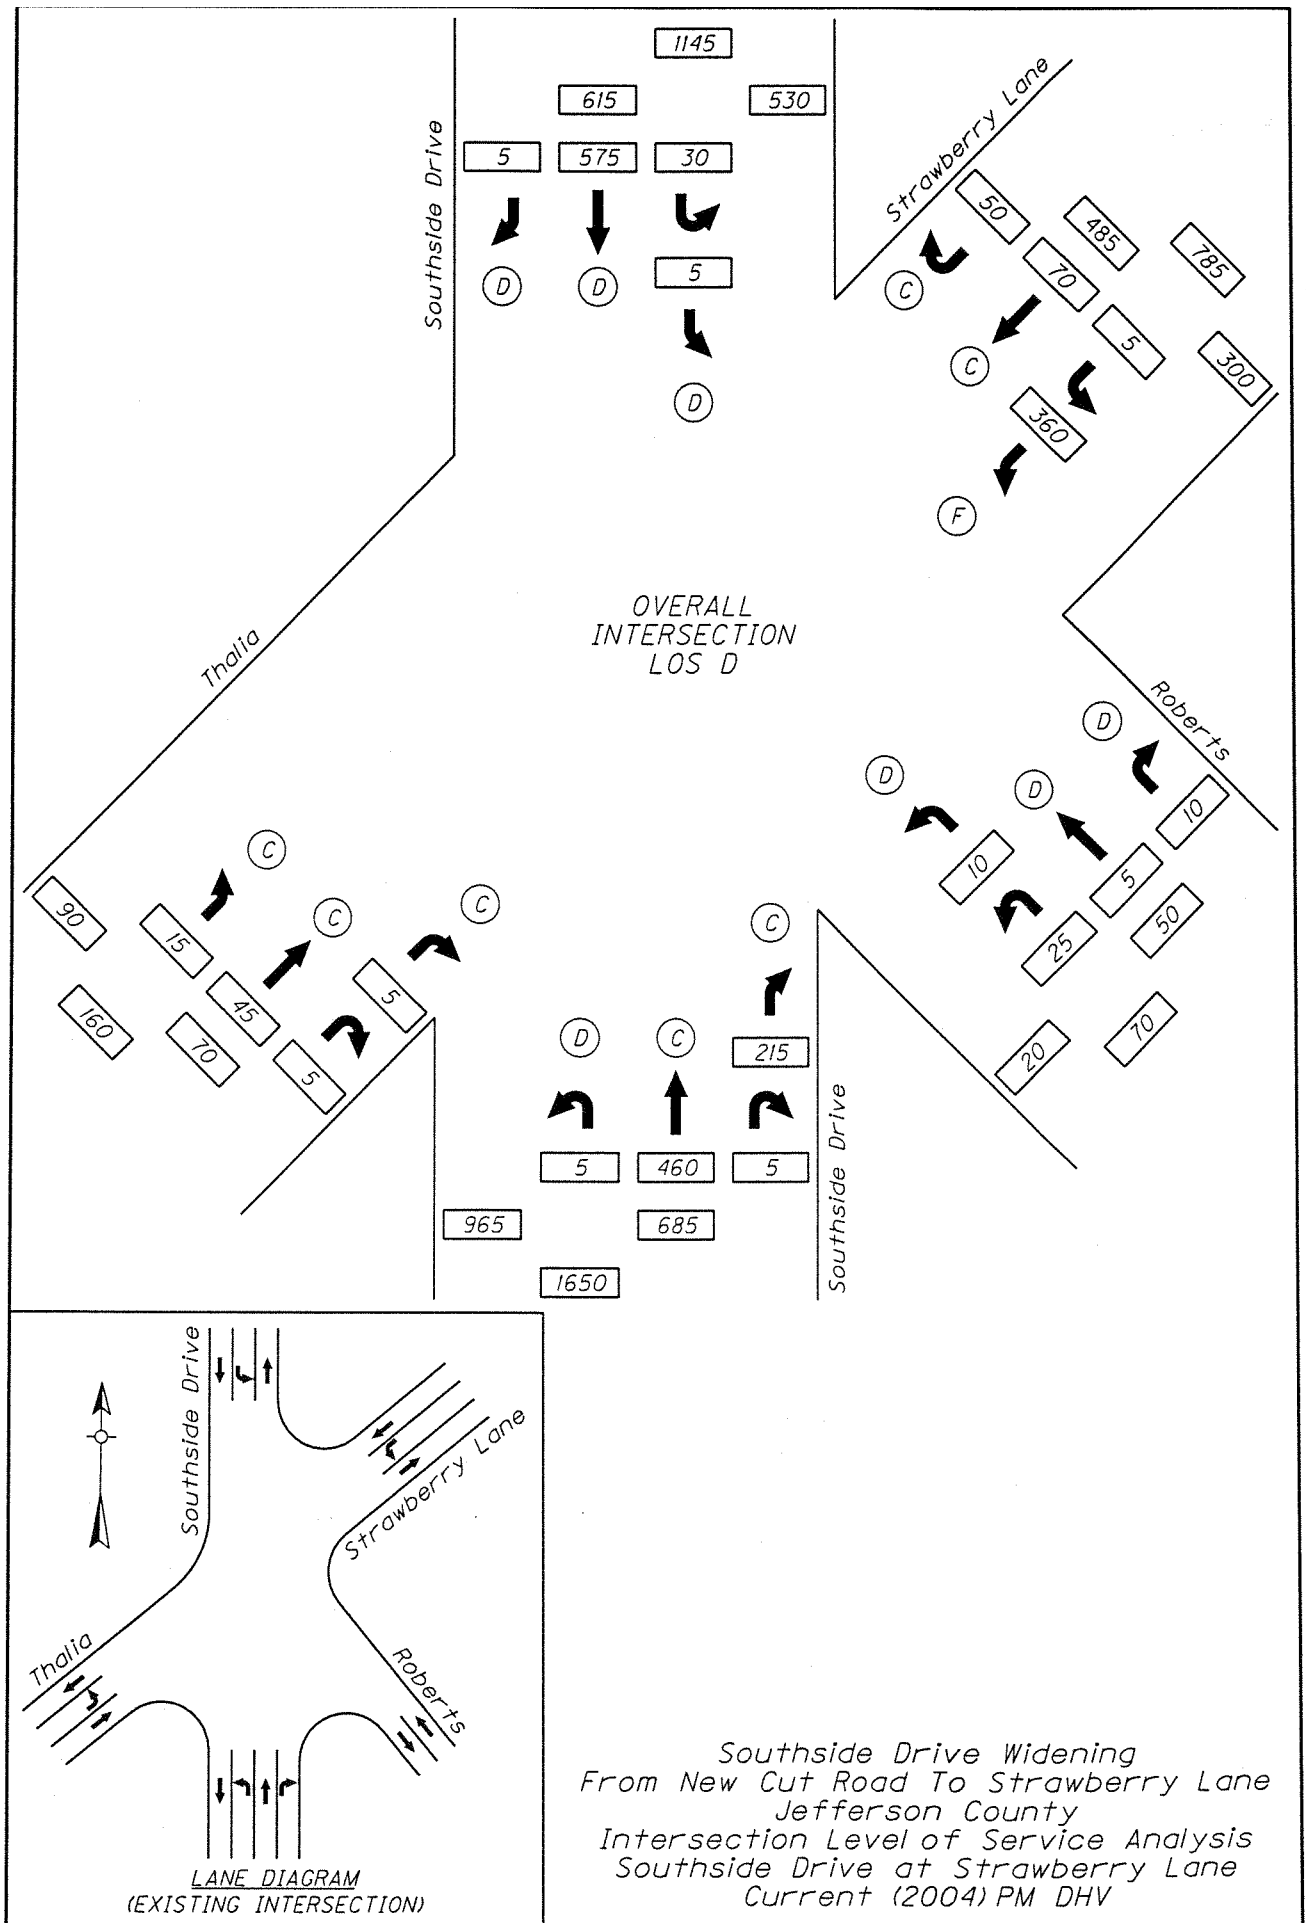 1145
615
530
5
575
30
5
D
D
D
Southside Drive
Strawberry Lane
50
485
785
70
5
300
360
C
C
F
OVERALL
INTERSECTION
LOS D
Thalia
Roberts
D
D
D
10
10
5
25
50
20
70
C
C
C
90
15
45
5
5
160
70
C
D
C
215
5
460
5
965
685
1650
Southside Drive
Southside Drive
Strawberry Lane
Thalia
Roberts
LANE DIAGRAM
(EXISTING INTERSECTION)
Southside Drive Widening
From New Cut Road To Strawberry Lane
Jefferson County
Intersection Level of Service Analysis
Southside Drive at Strawberry Lane
Current (2004) PM DHV